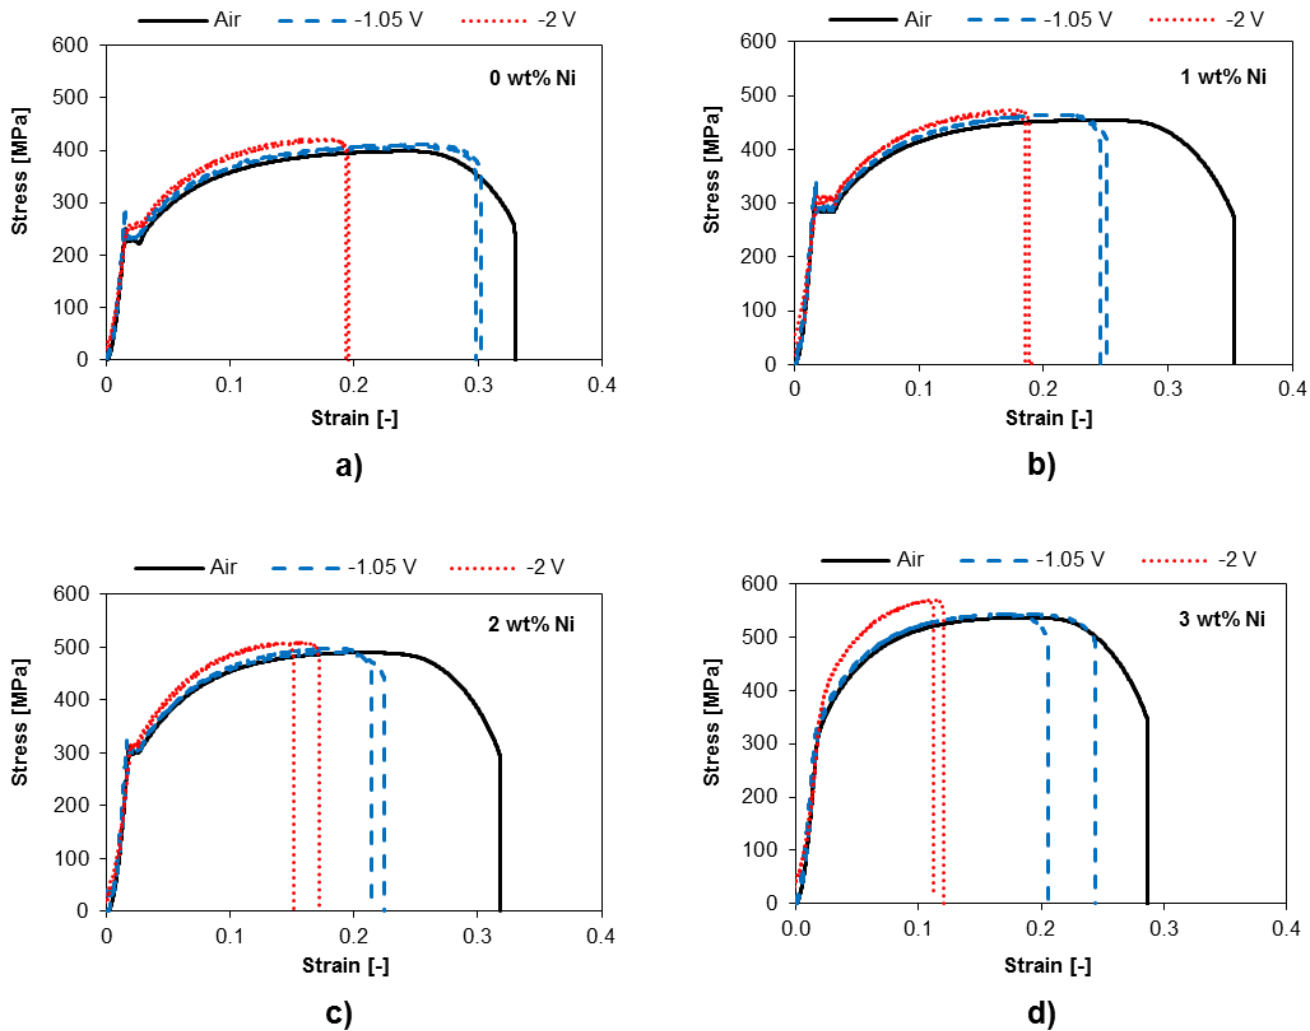 Air -1.05 V -2 V
600
500
400
300
200
100
0
Stress [MPa]
0 wt% Ni
0 0.1 0.2 0.3 0.4
Strain [-]
a)
Air -1.05 V -2 V
600
500
400
300
200
100
0
Stress [MPa]
1 wt% Ni
0 0.1 0.2 0.3 0.4
Strain [-]
b)
Air -1.05 V -2 V
600
500
400
300
200
100
0
Stress [MPa]
2 wt% Ni
0 0.1 0.2 0.3 0.4
Strain [-]
c)
Air -1.05 V -2 V
600
500
400
300
200
100
0
Stress [MPa]
3 wt% Ni
0.0 0.1 0.2 0.3 0.4
Strain [-]
d)